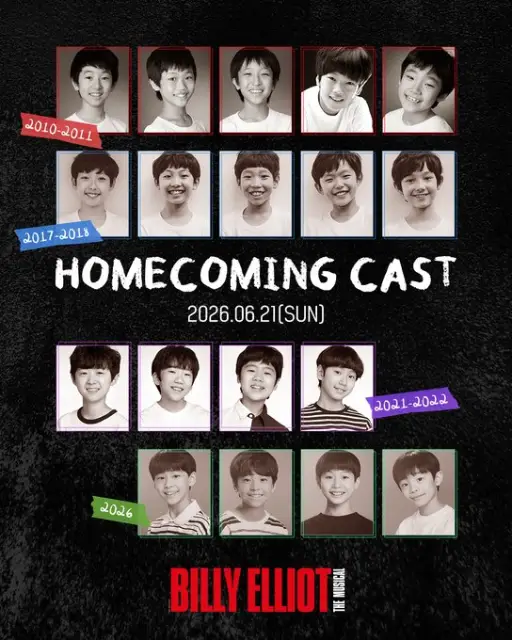 2010-2011
2017-2018
HOMECOMING CAST
2026.06.21(SUN)
2021-2022
2026
BILLY ELLIOT
THE MUSICAL